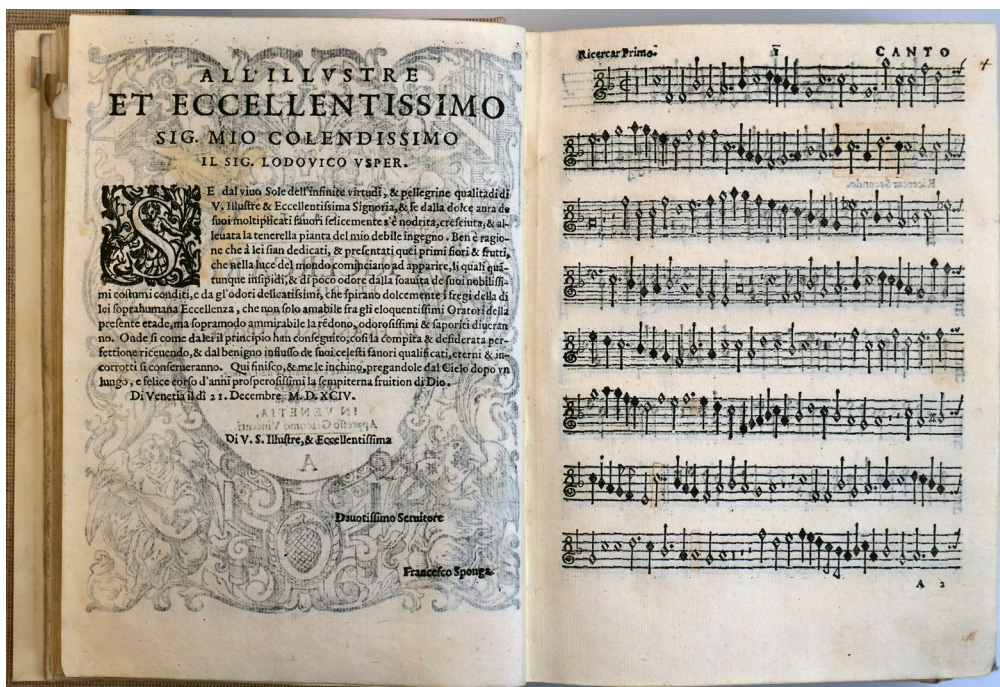 ALL'ILLVSTRE
ET ECCELLENTISSIMO
SIG. MIO COLENDISSIMO
IL SIG. LODOVICO VSPER.
SE dal viuo Sole dell'infinite virtudi, & pellegrine qualitadi di
V. Illustre & Eccellentissima Signoria, & se dalla dolce aura de
suoi moltiplicati fauori felicemente s'è nodrita, cresciuta, & al-
leuata la tenerella pianta del mio debile ingegno. Ben è ragio-
ne che à lei sian dedicati, & presentati quei primi fiori & frutti,
che nella luce del mondo cominciano ad apparire, li quali quã-
tunque insipidi, & di poco odore dalla soauita de suoi nobilissi-
mi costumi conditi, e da gl'odori delicatissimi, che spirano dolcemente i fregi della di
lei soprahumana Eccellenza, che non solo amabile fra gli eloquentissimi Oratori della
presente etade, ma sopramodo ammirabile la rẽdono, odorosissimi & saporiti diueran
no. Onde si come da lei il principio han conseguito, così la compita & desiderata per-
fettione riceuendo, & dal benigno influsso de suoi celesti fauori qualificati, eterni & in-
corrotti si conserueranno. Qui finisco, & me le inchino, pregandole dal Cielo dopo vn
lungo, e felice corso d'anni prosperosissimi la sempiterna fruition di Dio.
Di Venetia il dì 21. Decembre, M. D. XCIV.
Di V. S. Illustre, & Eccellentissima
Diuotissimo Seruitore
Francesco Sponga.
Ricercar Primo. I CANTO
A 2